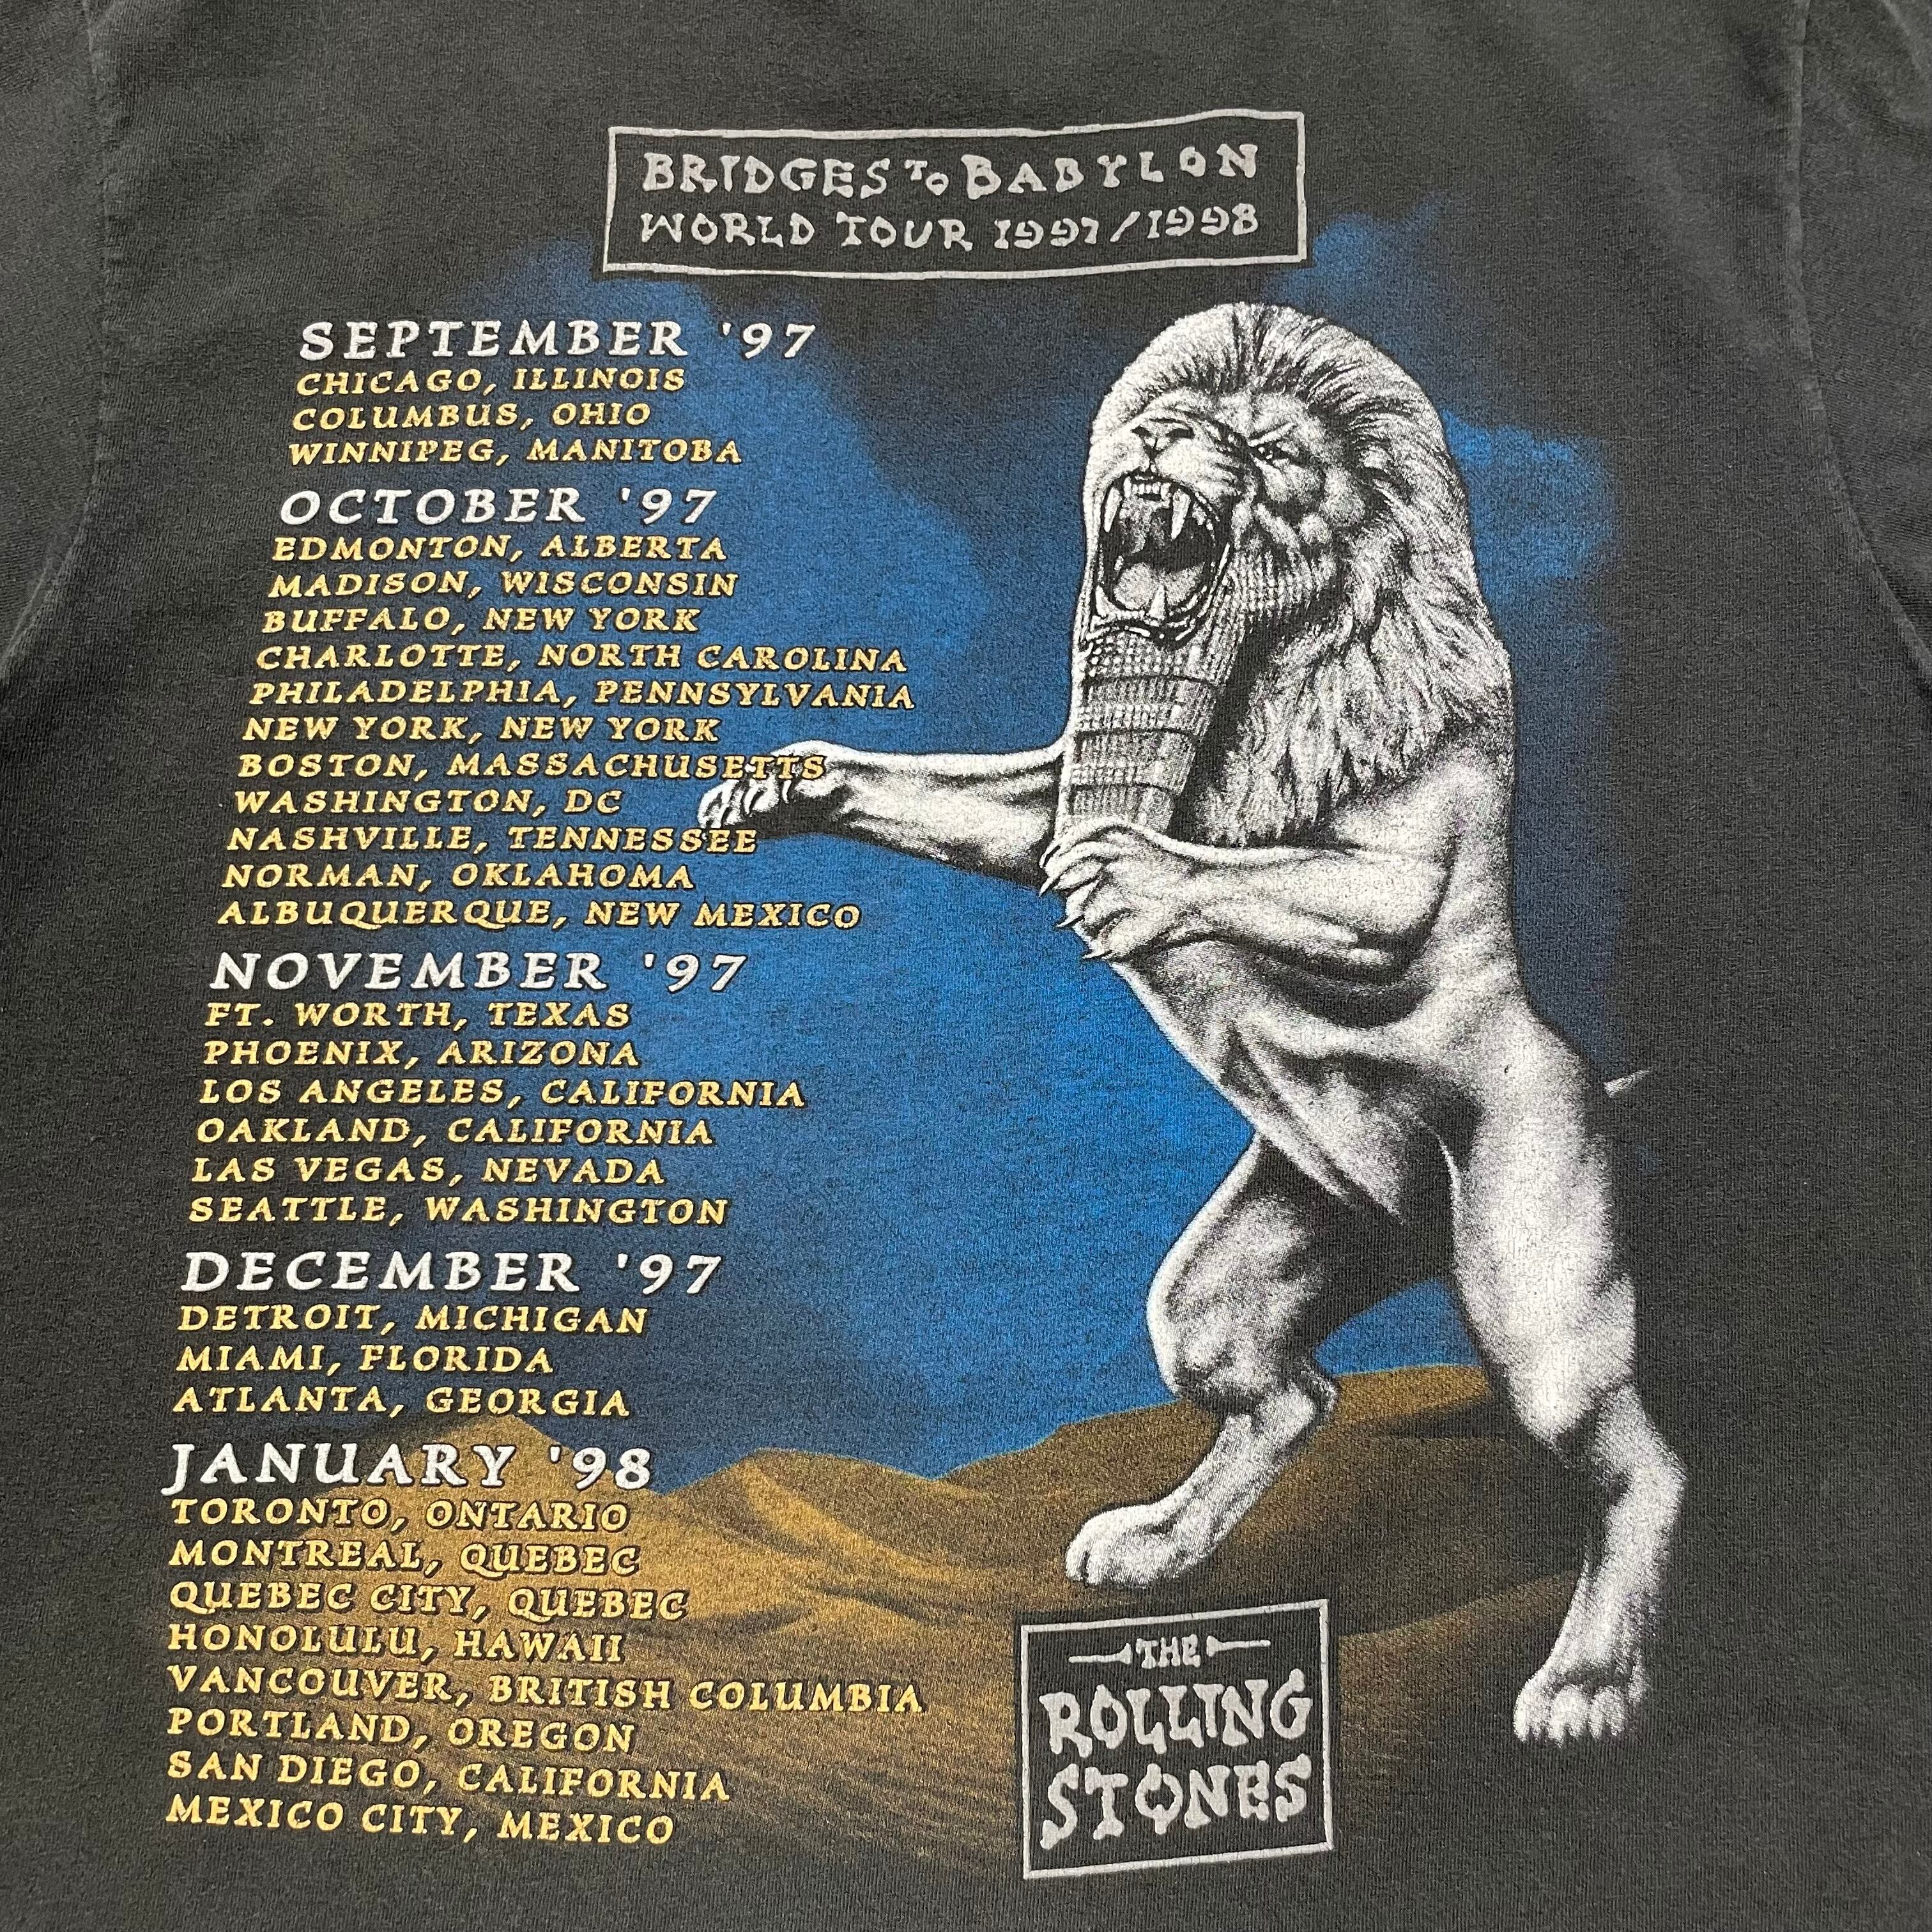 BRIDGES TO BABYLON
WORLD TOUR 1997/1998
SEPTEMBER '97
CHICAGO, ILLINOIS
COLUMBUS, OHIO
WINNIPEG, MANITOBA
OCTOBER '97
EDMONTON, ALBERTA
MADISON, WISCONSIN
BUFFALO, NEW YORK
CHARLOTTE, NORTH CAROLINA
PHILADELPHIA, PENNSYLVANIA
NEW YORK, NEW YORK
BOSTON, MASSACHUSETTS
WASHINGTON, DC
NASHVILLE, TENNESSEE
NORMAN, OKLAHOMA
ALBUQUERQUE, NEW MEXICO
NOVEMBER '97
FT. WORTH, TEXAS
PHOENIX, ARIZONA
LOS ANGELES, CALIFORNIA
OAKLAND, CALIFORNIA
LAS VEGAS, NEVADA
SEATTLE, WASHINGTON
DECEMBER '97
DETROIT, MICHIGAN
MIAMI, FLORIDA
ATLANTA, GEORGIA
JANUARY '98
TORONTO, ONTARIO
MONTREAL, QUEBEC
QUEBEC CITY, QUEBEC
HONOLULU, HAWAII
VANCOUVER, BRITISH COLUMBIA
PORTLAND, OREGON
SAN DIEGO, CALIFORNIA
MEXICO CITY, MEXICO
THE
ROLLING
STONES